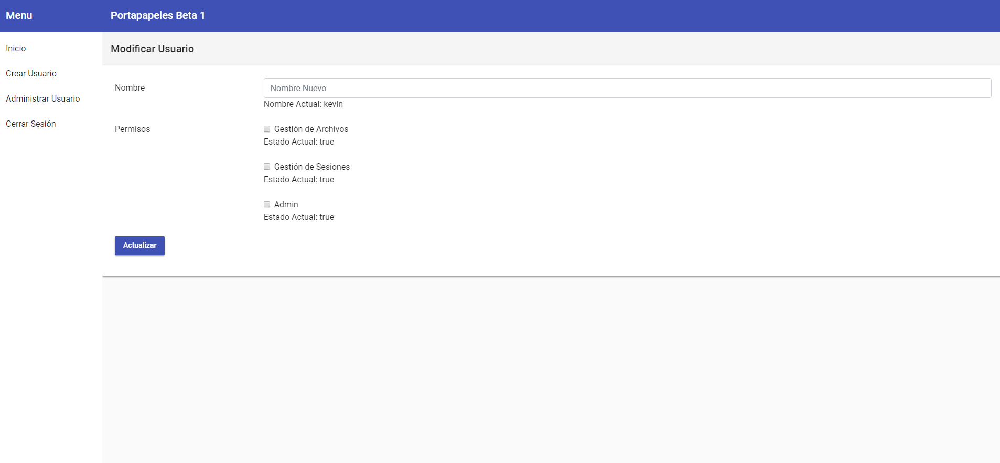 Menu
Portapapeles Beta 1
Inicio
Crear Usuario
Administrar Usuario
Cerrar Sesión
Modificar Usuario
Nombre
Nombre Nuevo
Nombre Actual: kevin
Permisos
Gestión de Archivos
Estado Actual: true
Gestión de Sesiones
Estado Actual: true
Admin
Estado Actual: true
Actualizar